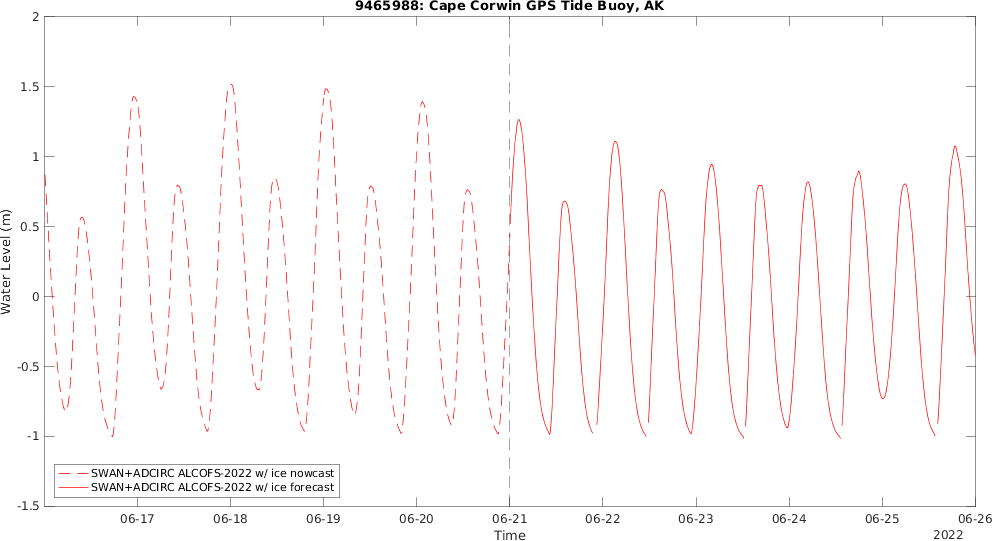 9465988: Cape Corwin GPS Tide Buoy, AK
2
1.5
1
0.5
0
-0.5
-1
-1.5
Water Level (m)
SWAN+ADCIRC ALCOFS-2022 w/ ice nowcast
SWAN+ADCIRC ALCOFS-2022 w/ ice forecast
06-17 06-18 06-19 06-20 06-21 06-22 06-23 06-24 06-25 06-26
Time
2022